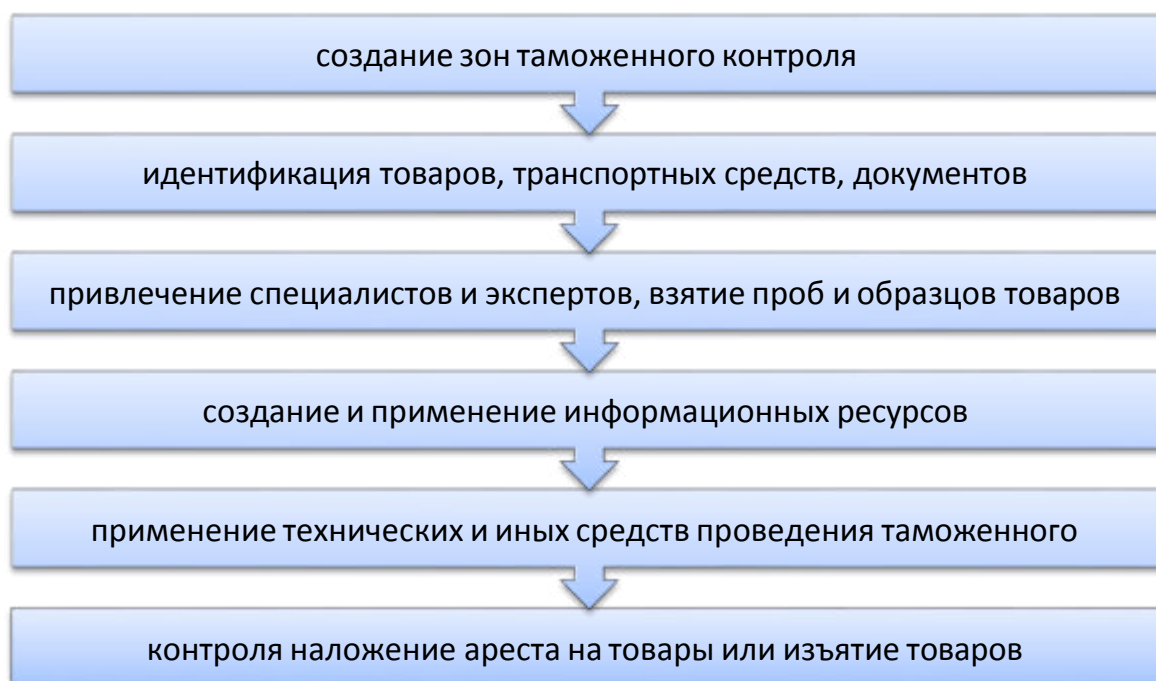 создание зон таможенного контроля
идентификация товаров, транспортных средств, документов
привлечение специалистов и экспертов, взятие проб и образцов товаров
создание и применение информационных ресурсов
применение технических и иных средств проведения таможенного
контроля наложение ареста на товары или изъятие товаров